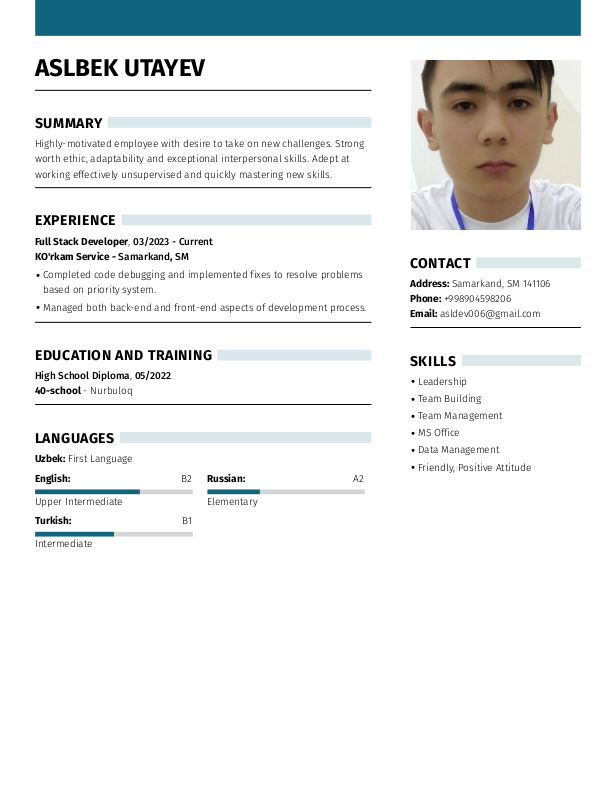 ASLBEK UTAYEV
SUMMARY
Highly-motivated employee with desire to take on new challenges. Strong
worth ethic, adaptability and exceptional interpersonal skills. Adept at
working effectively unsupervised and quickly mastering new skills.
EXPERIENCE
Full Stack Developer, 03/2023 - Current
KO'rkam Service - Samarkand, SM
• Completed code debugging and implemented fixes to resolve problems
based on priority system.
• Managed both back-end and front-end aspects of development process.
EDUCATION AND TRAINING
High School Diploma, 05/2022
40-school - Nurbuloq
LANGUAGES
Uzbek: First Language
English: B2
Upper Intermediate
Russian: A2
Elementary
Turkish: B1
Intermediate
CONTACT
Address: Samarkand, SM 141106
Phone: +998904598206
Email: asldev006@gmail.com
SKILLS
• Leadership
• Team Building
• Team Management
• MS Office
• Data Management
• Friendly, Positive Attitude